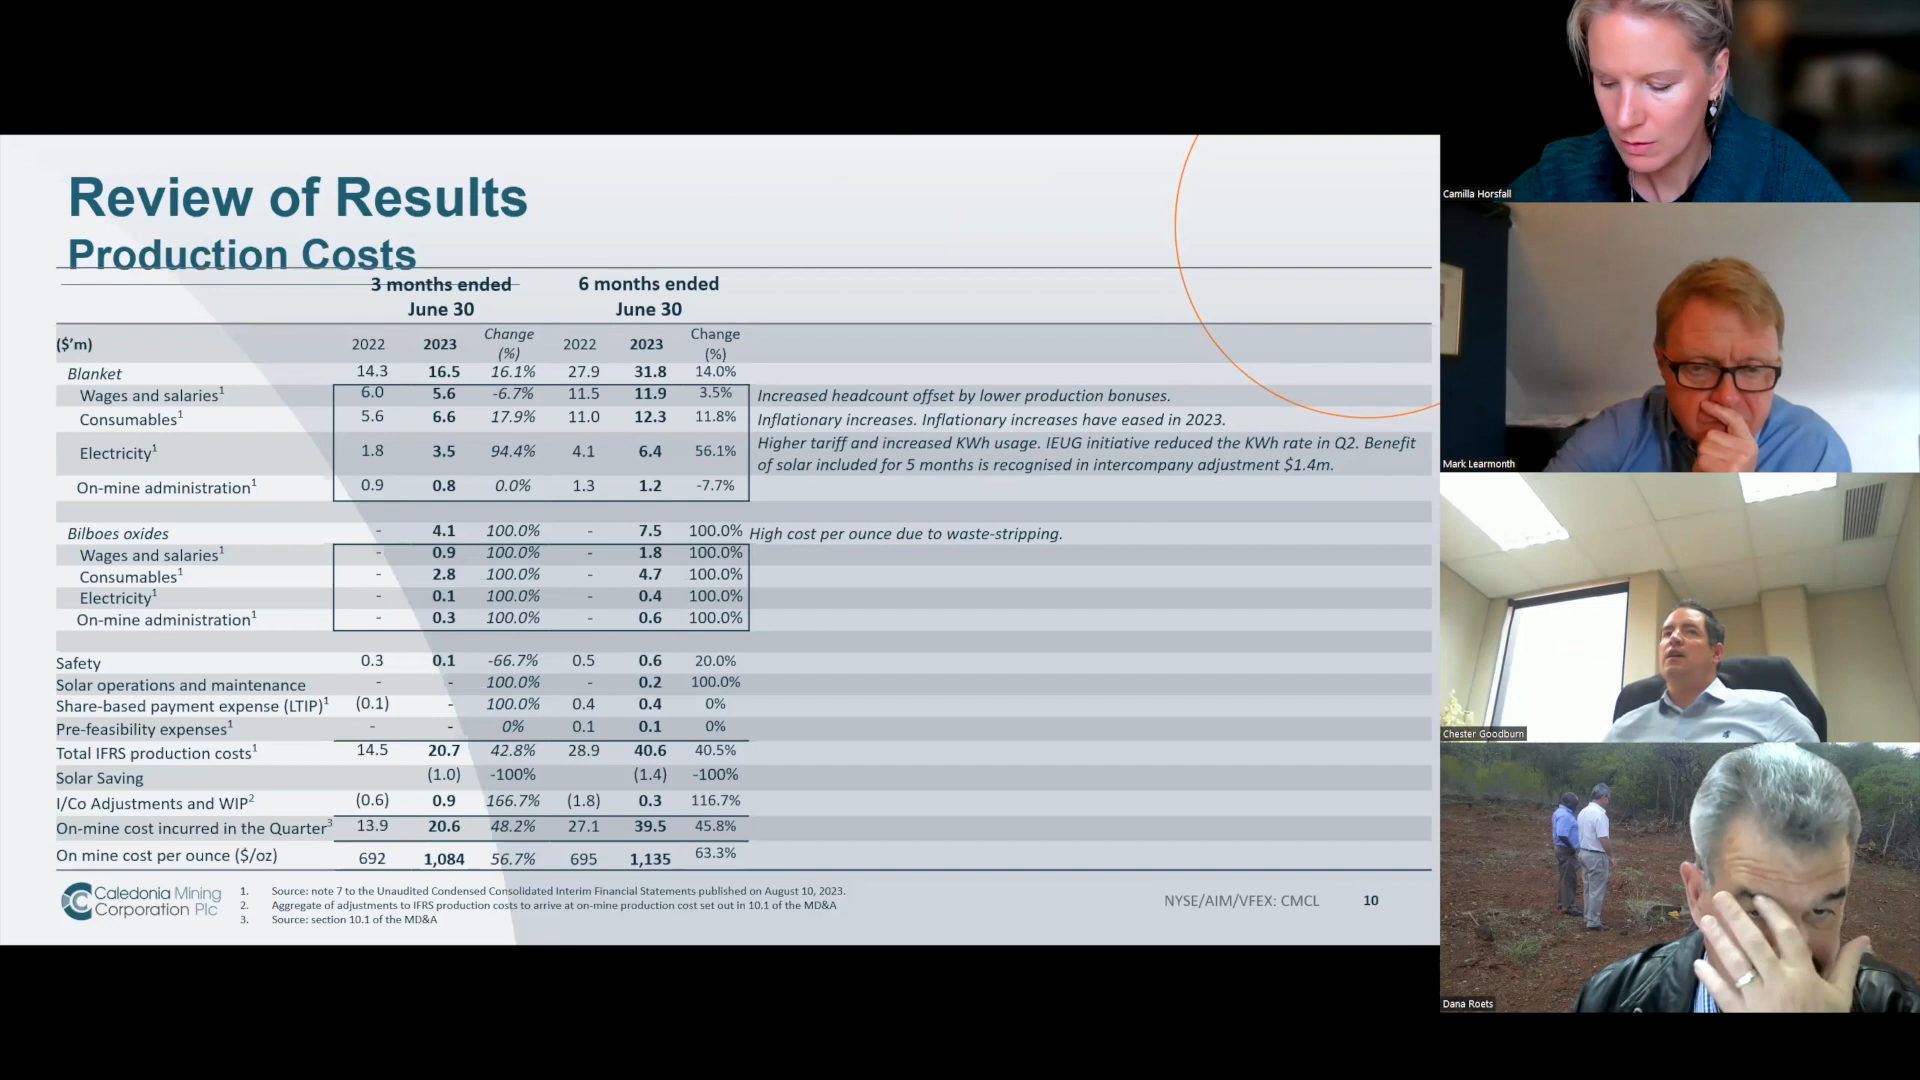 Review of Results
Production Costs
3 months ended June 30 6 months ended June 30
($'m) 2022 2023 Change (%) 2022 2023 Change (%)
Blanket 14.3 16.5 16.1% 27.9 31.8 14.0%
Wages and salaries1 6.0 5.6 -6.7% 11.5 11.9 3.5% Increased headcount offset by lower production bonuses.
Consumables1 5.6 6.6 17.9% 11.0 12.3 11.8% Inflationary increases. Inflationary increases have eased in 2023.
Electricity1 1.8 3.5 94.4% 4.1 6.4 56.1% Higher tariff and increased KWh usage. IEUG initiative reduced the KWh rate in Q2. Benefit
of solar included for 5 months is recognised in intercompany adjustment $1.4m.
On-mine administration1 0.9 0.8 0.0% 1.3 1.2 -7.7%
Bilboes oxides - 4.1 100.0% - 7.5 100.0% High cost per ounce due to waste-stripping.
Wages and salaries1 - 0.9 100.0% - 1.8 100.0%
Consumables1 - 2.8 100.0% - 4.7 100.0%
Electricity1 - 0.1 100.0% - 0.4 100.0%
On-mine administration1 - 0.3 100.0% - 0.6 100.0%
Safety 0.3 0.1 -66.7% 0.5 0.6 20.0%
Solar operations and maintenance - - 100.0% - 0.2 100.0%
Share-based payment expense (LTIP)1 (0.1) - 100.0% 0.4 0.4 0%
Pre-feasibility expenses1 - - 0% 0.1 0.1 0%
Total IFRS production costs1 14.5 20.7 42.8% 28.9 40.6 40.5%
Solar Saving (1.0) -100% (1.4) -100%
I/Co Adjustments and WIP2 (0.6) 0.9 166.7% (1.8) 0.3 116.7%
On-mine cost incurred in the Quarter3 13.9 20.6 48.2% 27.1 39.5 45.8%
On mine cost per ounce ($/oz) 692 1,084 56.7% 695 1,135 63.3%
Caledonia Mining
Corporation Plc
1. Source: note 7 to the Unaudited Condensed Consolidated Interim Financial Statements published on August 10, 2023.
2. Aggregate of adjustments to IFRS production costs to arrive at on-mine production cost set out in 10.1 of the MD&A
3. Source: section 10.1 of the MD&A
NYSE/AIM/VFEX: CMCL 10
Camilla Horsfall
Mark Learmonth
Chester Goodburn
Dana Roets